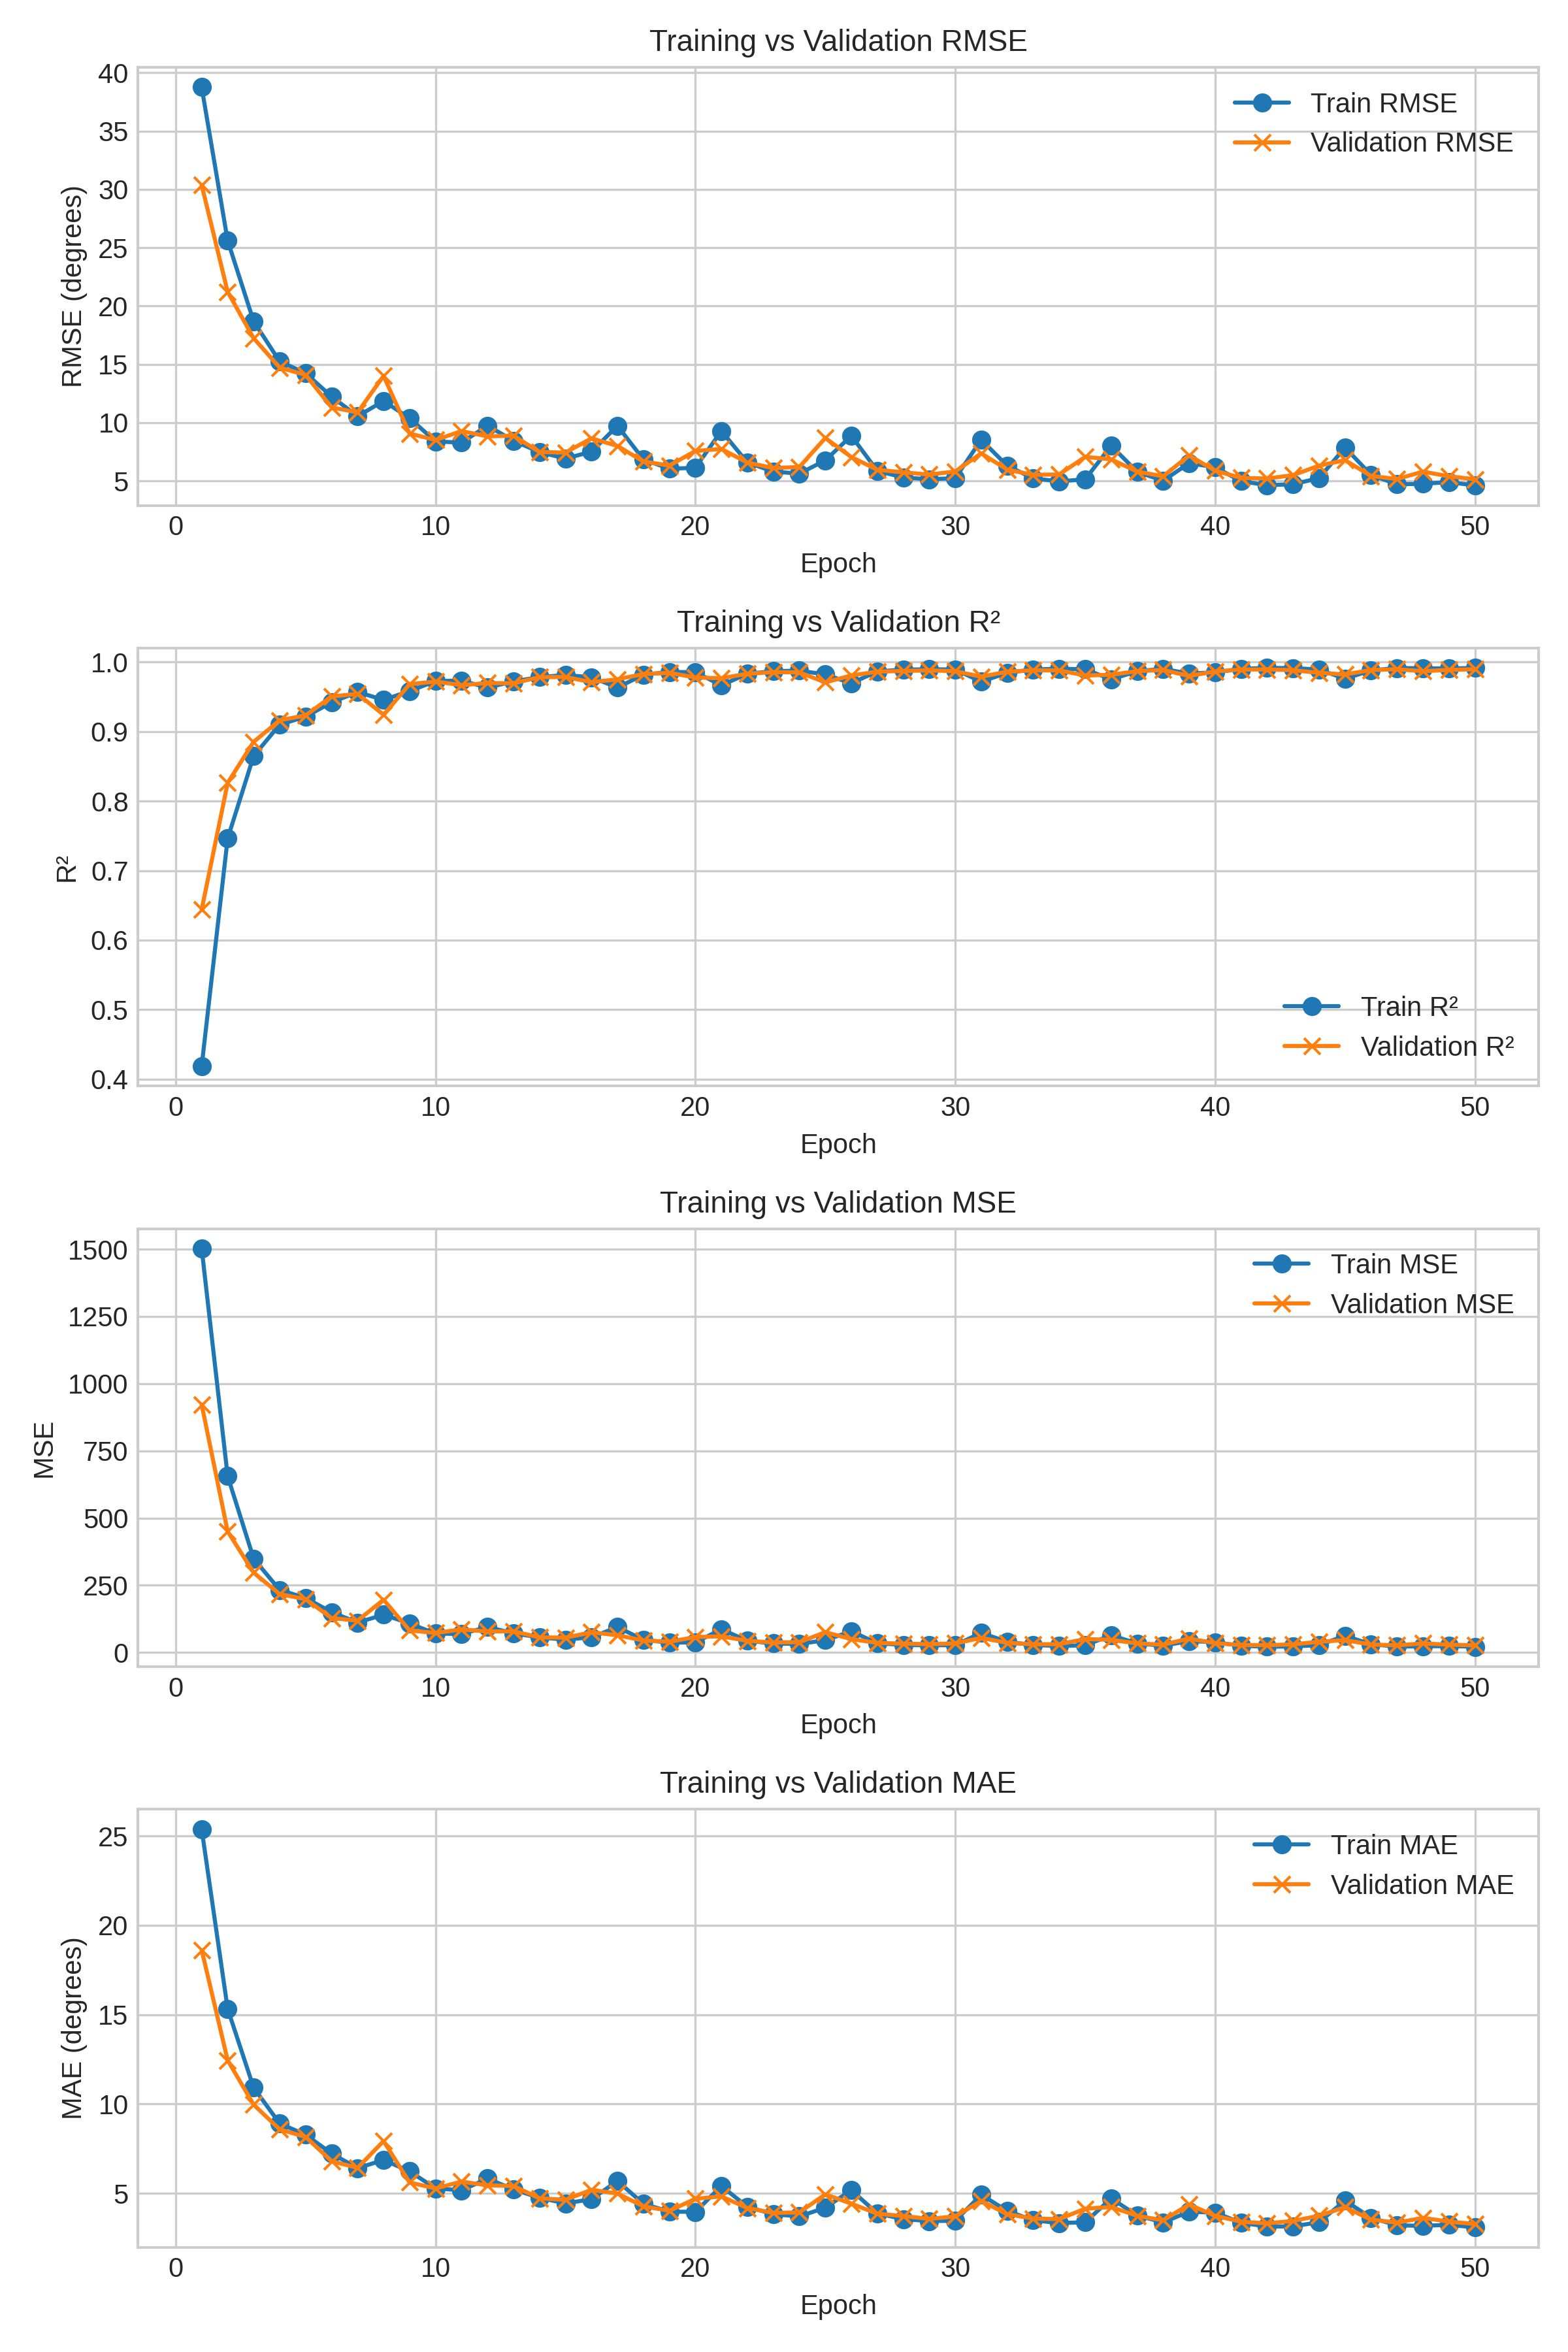 Training vs Validation RMSE
40
35
30
25
20
15
10
5
RMSE (degrees)
Train RMSE
Validation RMSE
0 10 20 30 40 50
Epoch
Training vs Validation R²
1.0
0.9
0.8
0.7
0.6
0.5
0.4
R²
Train R²
Validation R²
0 10 20 30 40 50
Epoch
Training vs Validation MSE
1500
1250
1000
750
500
250
0
MSE
Train MSE
Validation MSE
0 10 20 30 40 50
Epoch
Training vs Validation MAE
25
20
15
10
5
MAE (degrees)
Train MAE
Validation MAE
0 10 20 30 40 50
Epoch